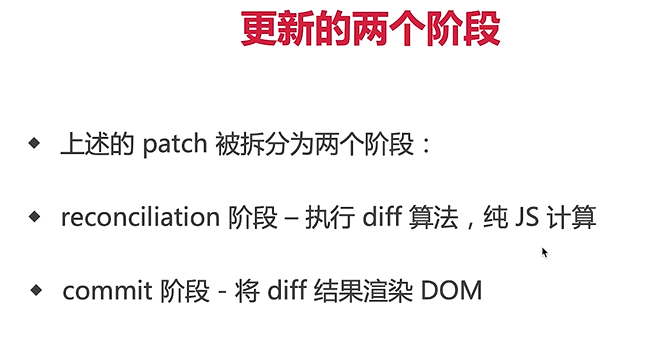 更新的两个阶段
◆ 上述的 patch 被拆分为两个阶段：
◆ reconciliation 阶段 – 执行 diff 算法，纯 JS 计算
◆ commit 阶段 - 将 diff 结果渲染 DOM